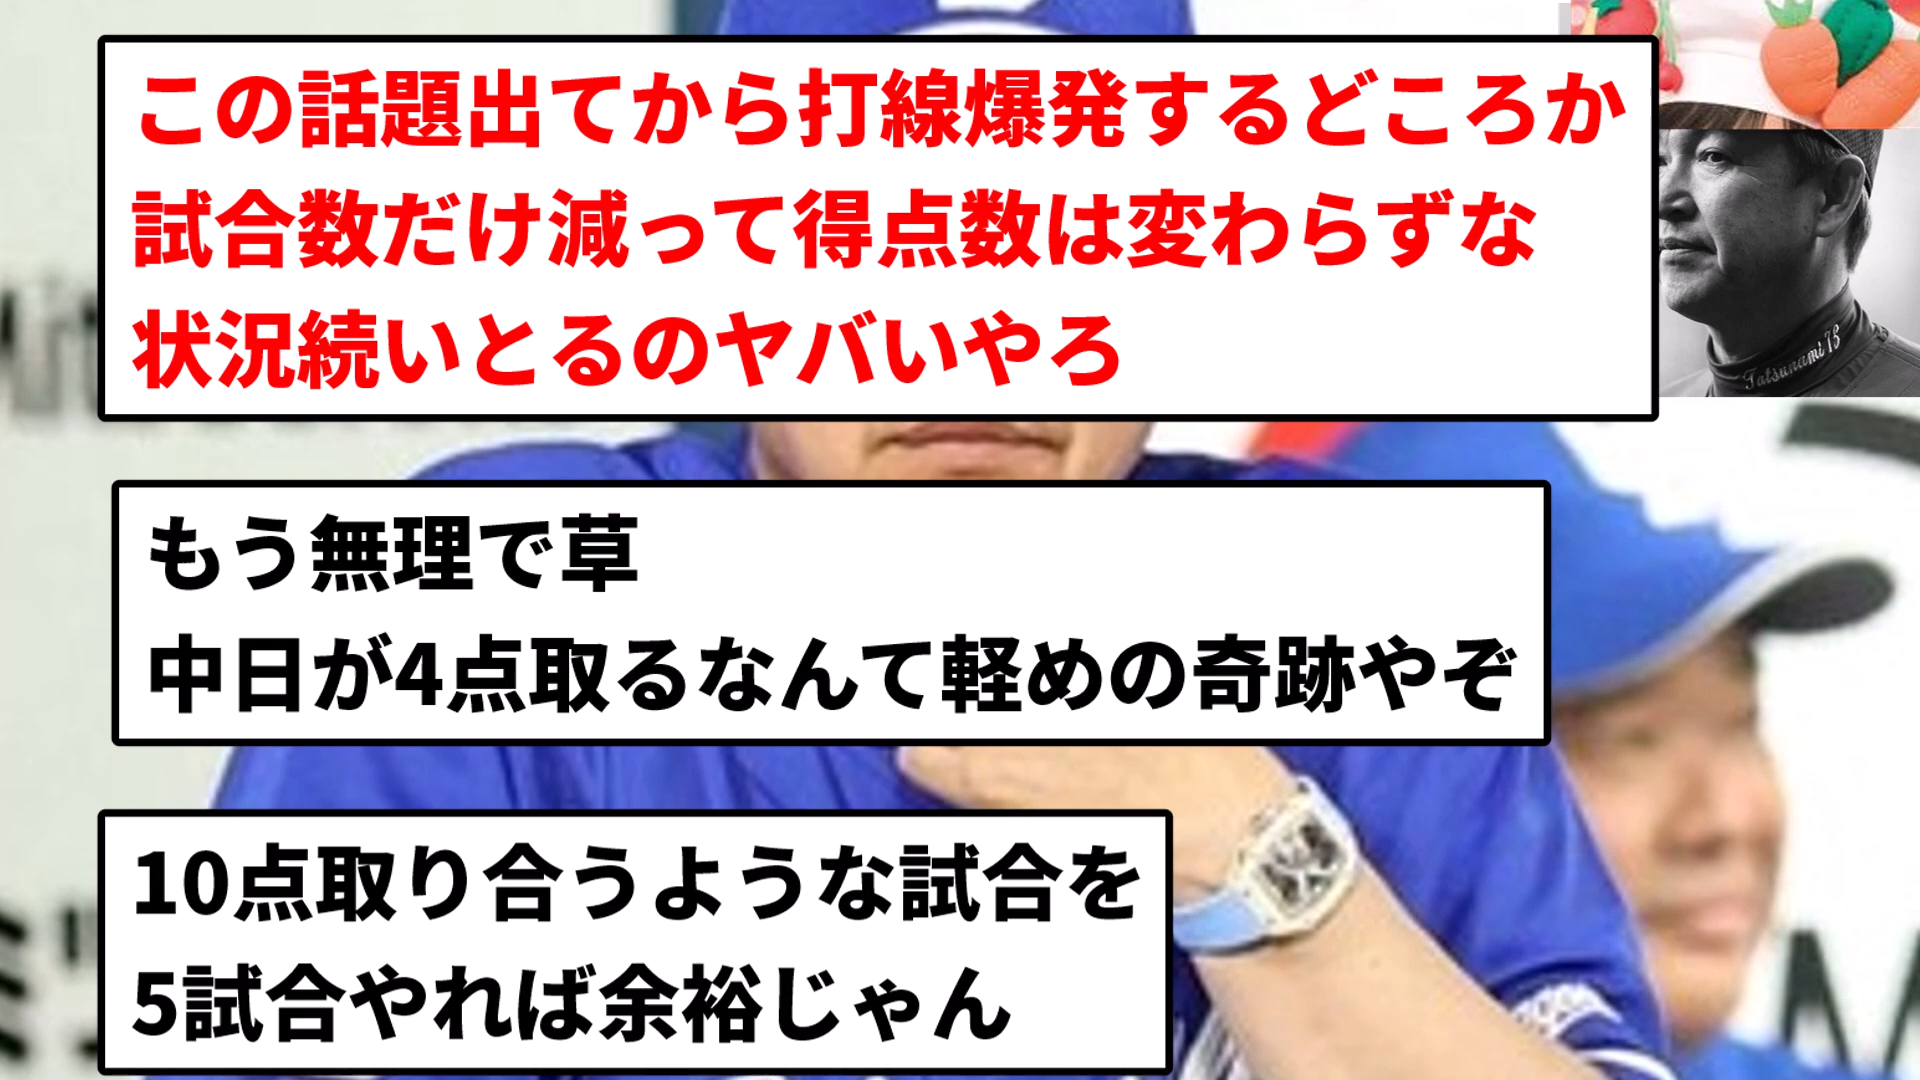 この話題出てから打線爆発するどころか
試合数だけ減って得点数は変わらずな
状況続いとるのヤバいやろ
Tatsunami 73
もう無理で草
中日が4点取るなんて軽めの奇跡やぞ
10点取り合うような試合を
5試合やれば余裕じゃん